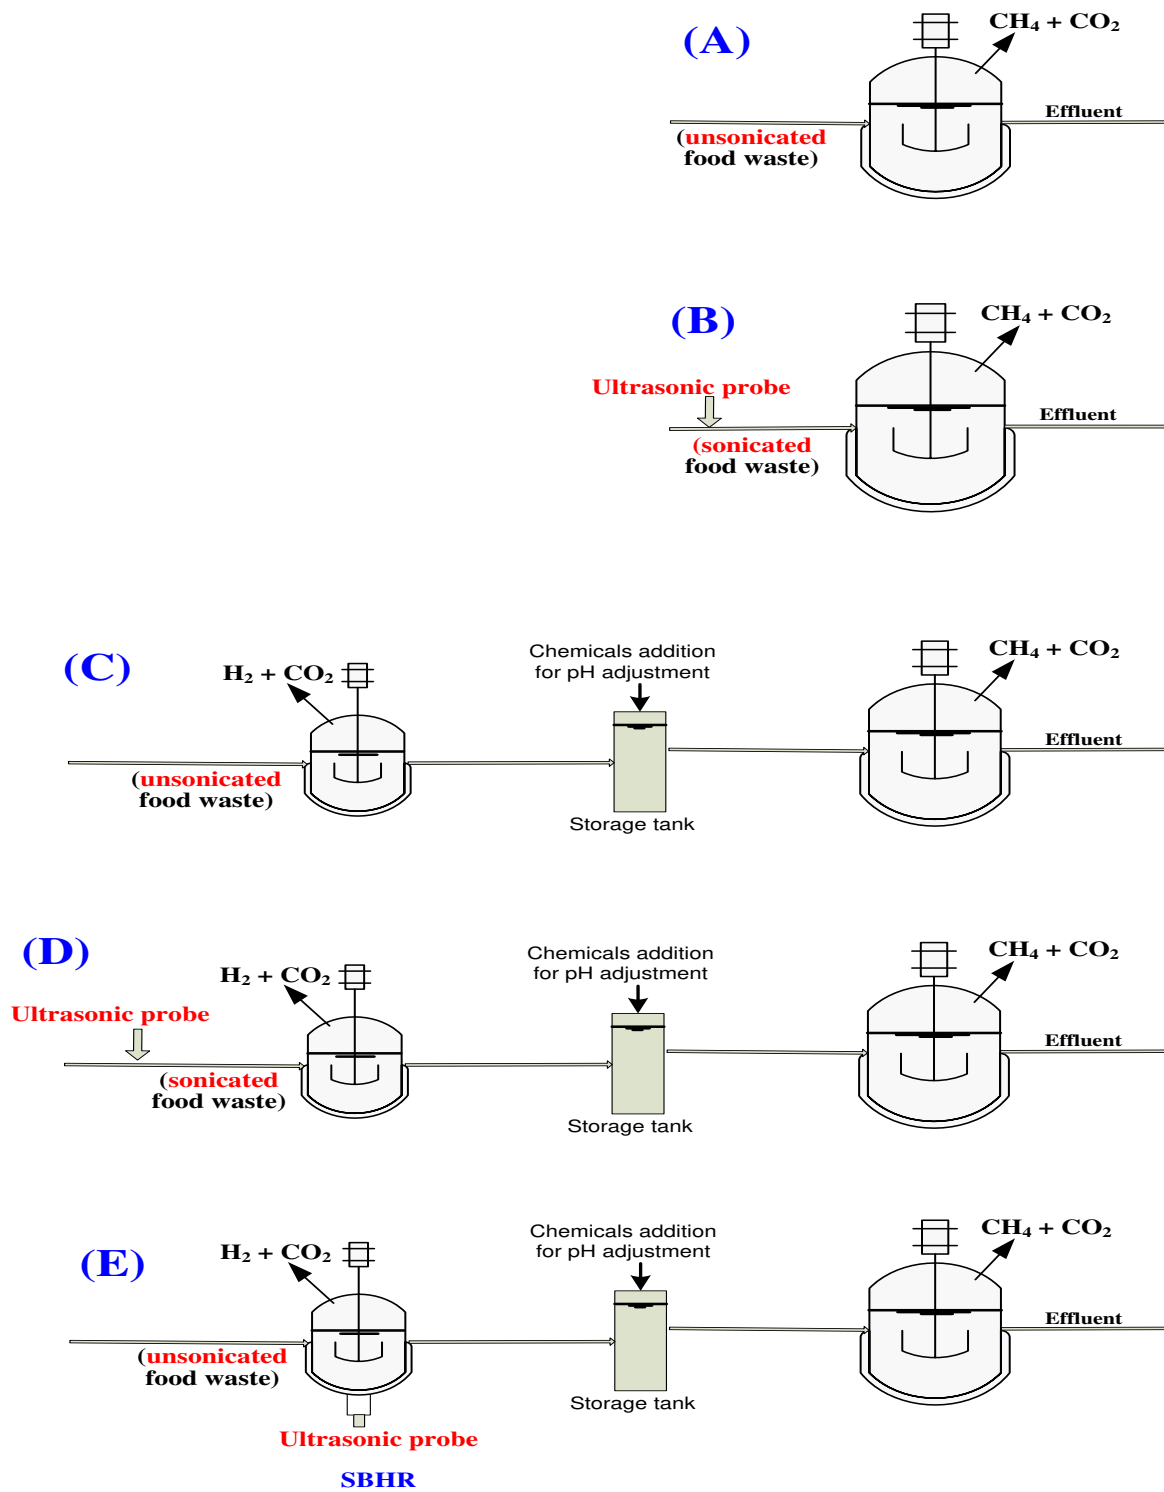 (A)
CH₄ + CO₂
Effluent
(unsonicated
food waste)
(B)
CH₄ + CO₂
Ultrasonic probe
Effluent
(sonicated
food waste)
(C)
H₂ + CO₂
Chemicals addition
for pH adjustment
CH₄ + CO₂
Effluent
(unsonicated
food waste)
Storage tank
(D)
H₂ + CO₂
Chemicals addition
for pH adjustment
CH₄ + CO₂
Ultrasonic probe
Effluent
(sonicated
food waste)
Storage tank
(E)
H₂ + CO₂
Chemicals addition
for pH adjustment
CH₄ + CO₂
Effluent
(unsonicated
food waste)
Storage tank
Ultrasonic probe
SBHR